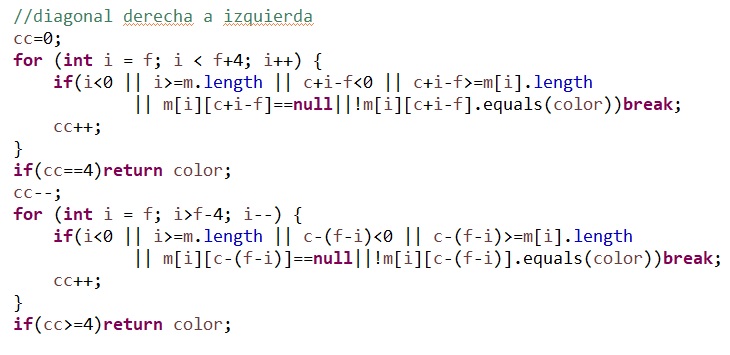 //diagonal derecha a izquierda
cc=0;
for (int i = f; i < f+4; i++) {
    if(i<0 || i>=m.length || c+i-f<0 || c+i-f>=m[i].length
            || m[i][c+i-f]==null||!m[i][c+i-f].equals(color))break;
    cc++;
}
if(cc==4)return color;
cc--;
for (int i = f; i>f-4; i--) {
    if(i<0 || i>=m.length || c-(f-i)<0 || c-(f-i)>=m[i].length
            || m[i][c-(f-i)]==null||!m[i][c-(f-i)].equals(color))break;
    cc++;
}
if(cc>=4)return color;